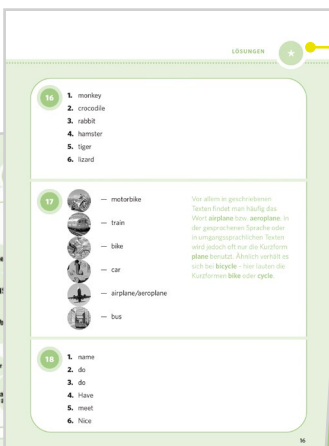 LÖSUNGEN
16
1. monkey
2. crocodile
3. rabbit
4. hamster
5. tiger
6. lizard
17
— motorbike
— train
— bike
— car
— airplane/aeroplane
— bus
Vor allem in geschriebenen
Texten findet man häufig das
Wort airplane bzw. aeroplane. In
der gesprochenen Sprache oder
in umgangssprachlichen Texten
wird jedoch oft nur die Kurzform
plane benutzt. Ähnlich verhält es
sich bei bicycle – hier lauten die
Kurzformen bike oder cycle.
18
1. name
2. do
3. do
4. Have
5. meet
6. Nice
16